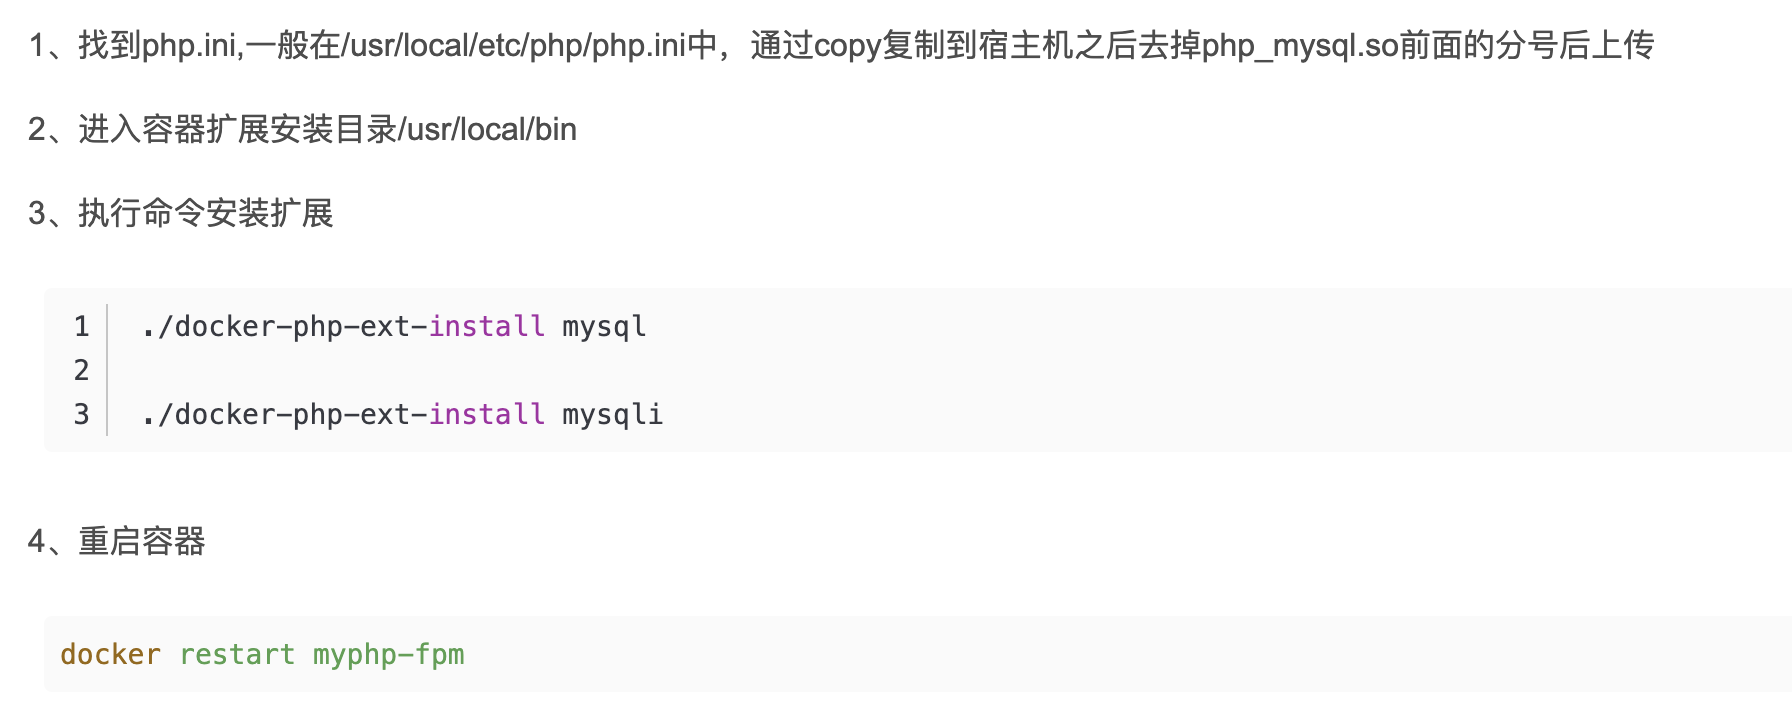 1、找到php.ini,一般在/usr/local/etc/php/php.ini中，通过copy复制到宿主机之后去掉php_mysql.so前面的分号后上传
2、进入容器扩展安装目录/usr/local/bin
3、执行命令安装扩展
1 ./docker-php-ext-install mysql
2
3 ./docker-php-ext-install mysqli
4、重启容器
docker restart myphp-fpm